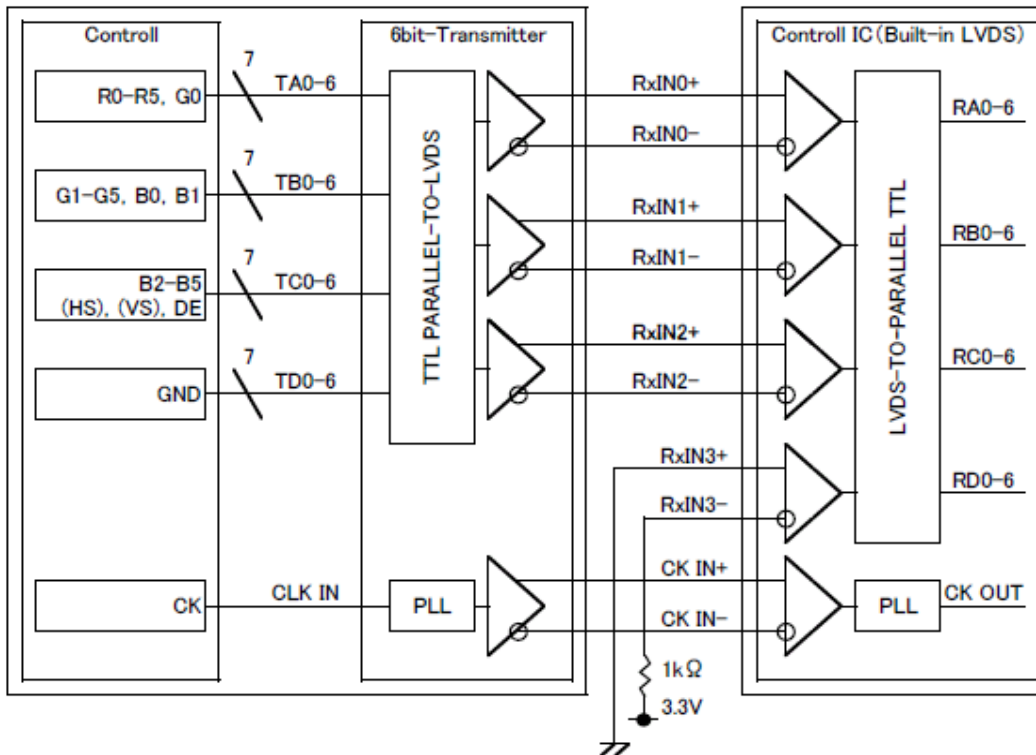 Controll
6bit-Transmitter
Controll IC(Built-in LVDS)
R0-R5, G0
7
TA0-6
G1-G5, B0, B1
7
TB0-6
B2-B5
(HS), (VS), DE
7
TC0-6
GND
7
TD0-6
CK
CLK IN
TTL PARALLEL-TO-LVDS
PLL
RxIN0+
RxIN0-
RxIN1+
RxIN1-
RxIN2+
RxIN2-
RxIN3+
RxIN3-
CK IN+
CK IN-
1kΩ
3.3V
LVDS-TO-PARALLEL TTL
PLL
RA0-6
RB0-6
RC0-6
RD0-6
CK OUT